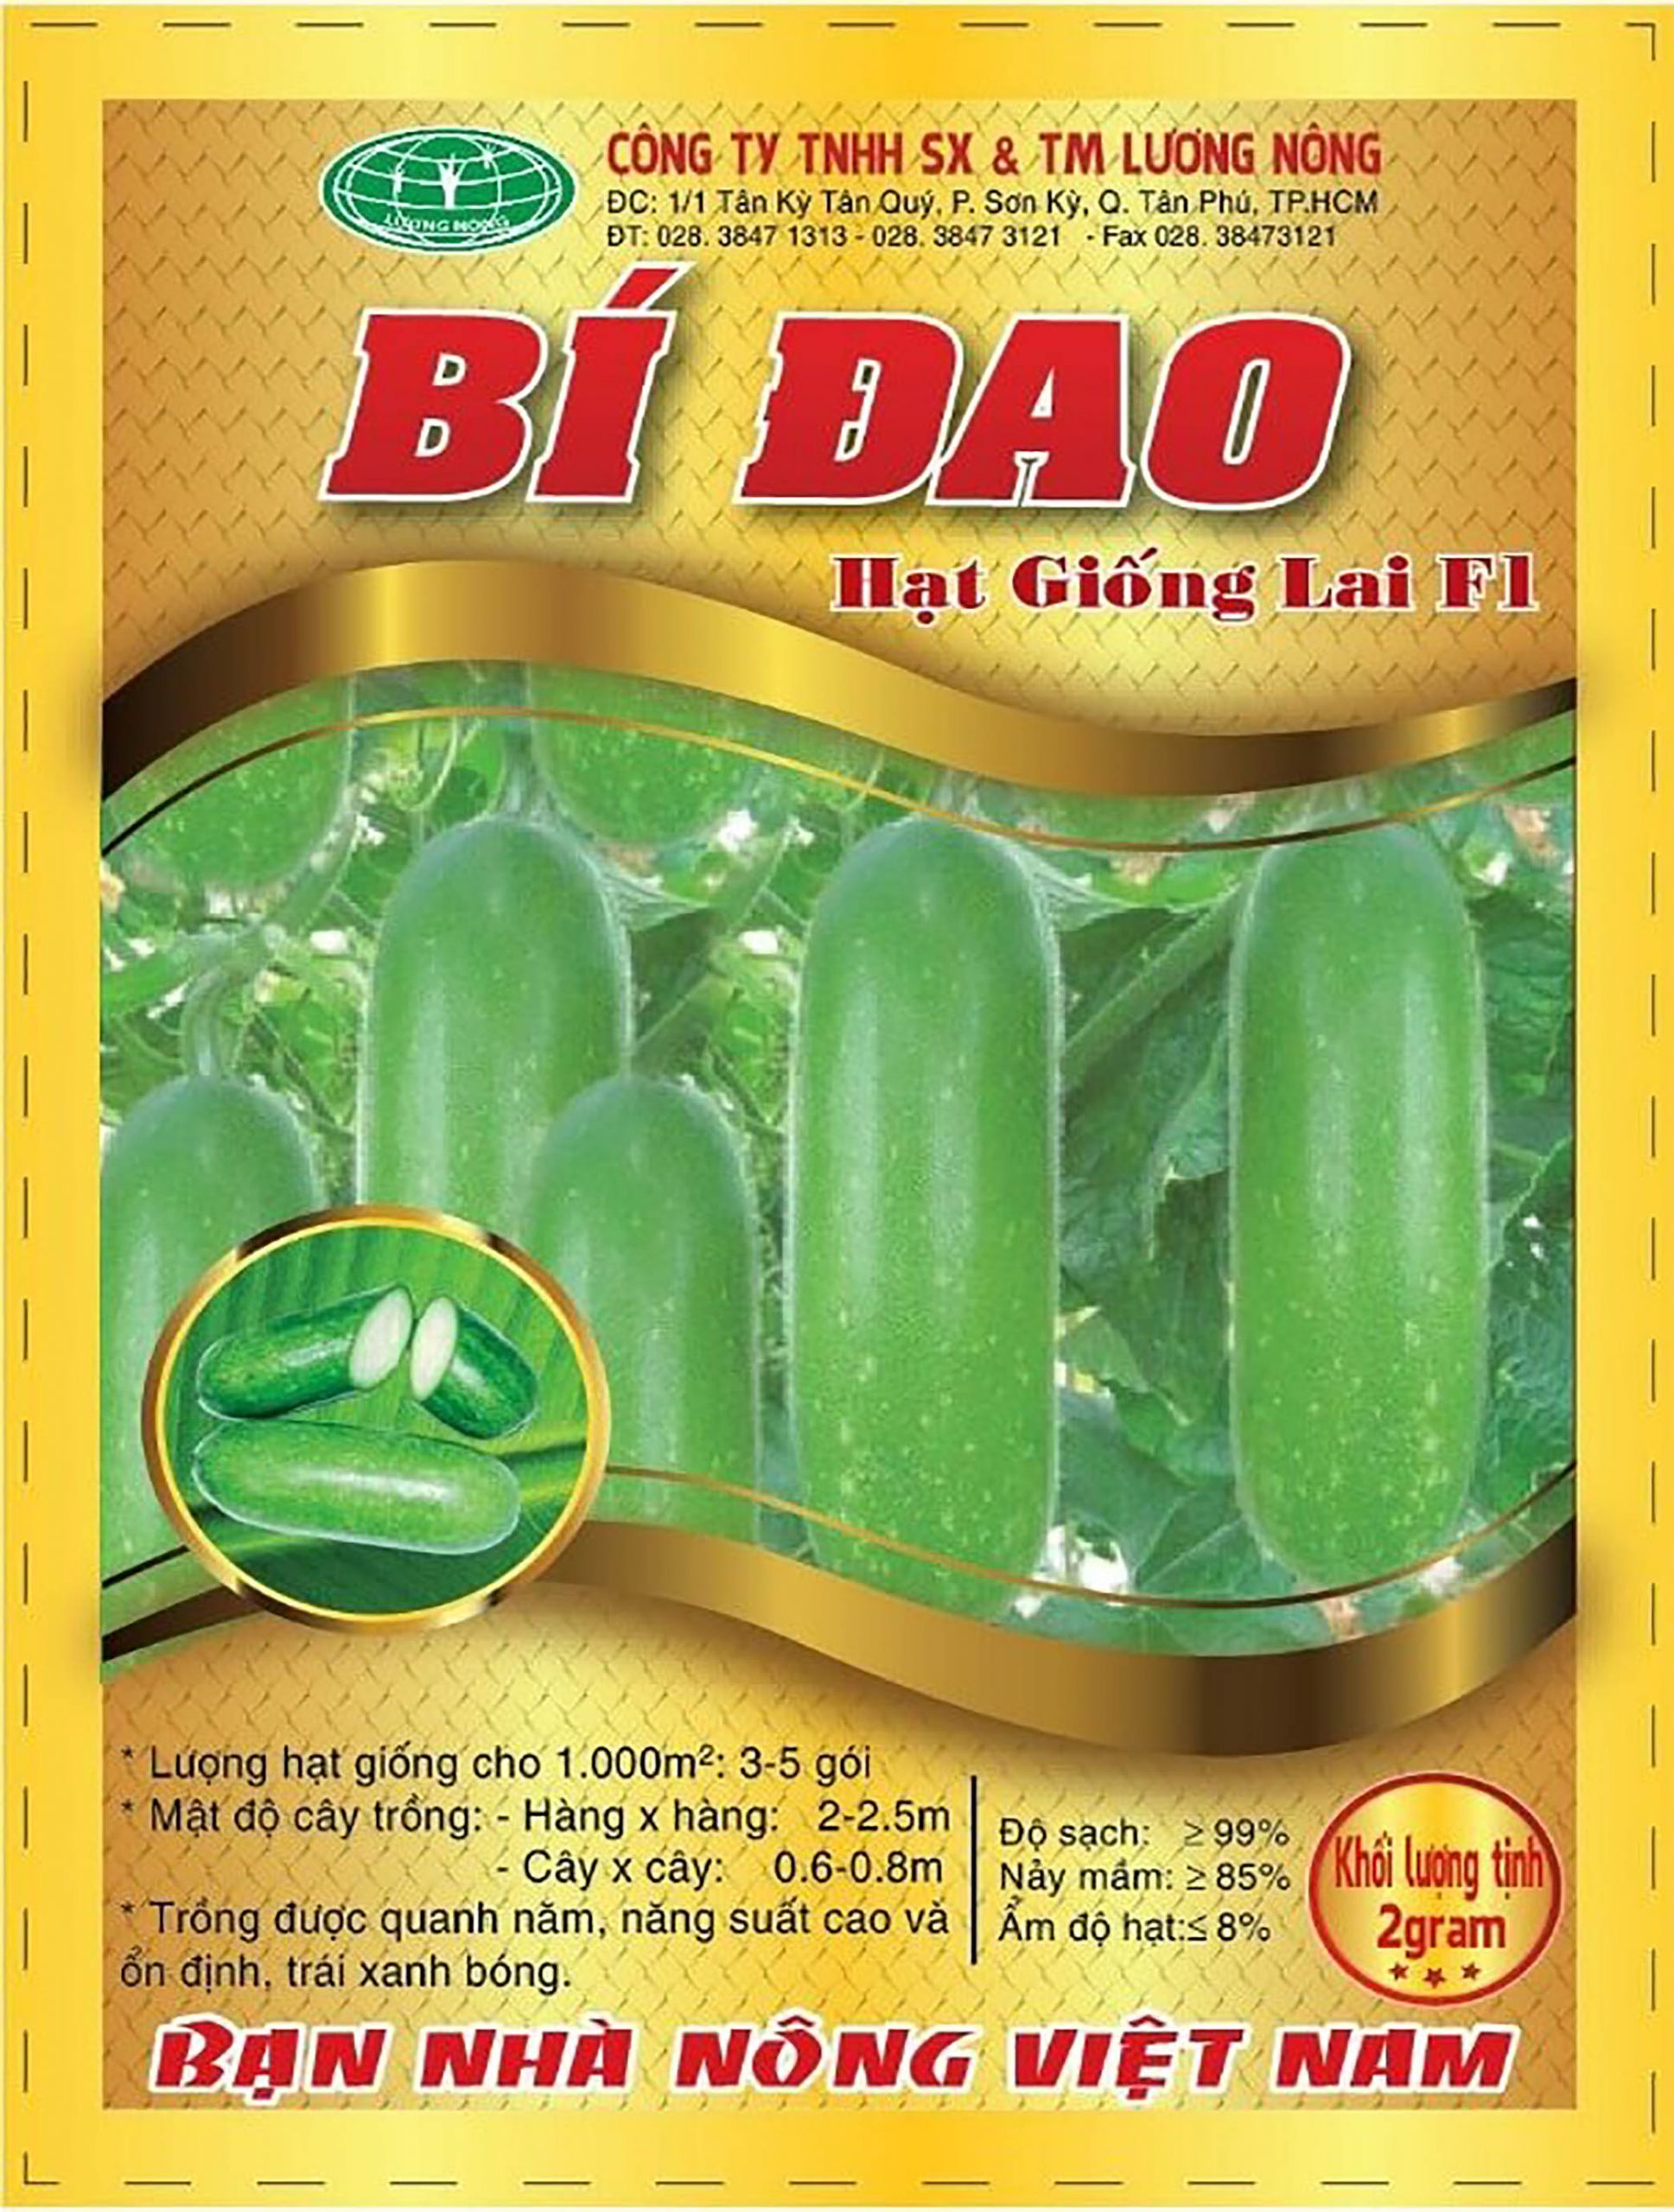 LƯƠNG NÔNG
CÔNG TY TNHH SX & TM LƯƠNG NÔNG
ĐC: 1/1 Tân Kỳ Tân Quý, P. Sơn Kỳ, Q. Tân Phú, TP.HCM
ĐT: 028. 3847 1313 - 028. 3847 3121 - Fax 028. 38473121
BÍ ĐAO
Hạt Giống Lai F1
* Lượng hạt giống cho 1.000m²: 3-5 gói
* Mật độ cây trồng: - Hàng x hàng: 2-2.5m
- Cây x cây: 0.6-0.8m
* Trồng được quanh năm, năng suất cao và
ổn định, trái xanh bóng.
Độ sạch: ≥ 99%
Nảy mầm: ≥ 85%
Ẩm độ hạt:≤ 8%
Khối lượng tịnh
2gram
BẠN NHÀ NÔNG VIỆT NAM